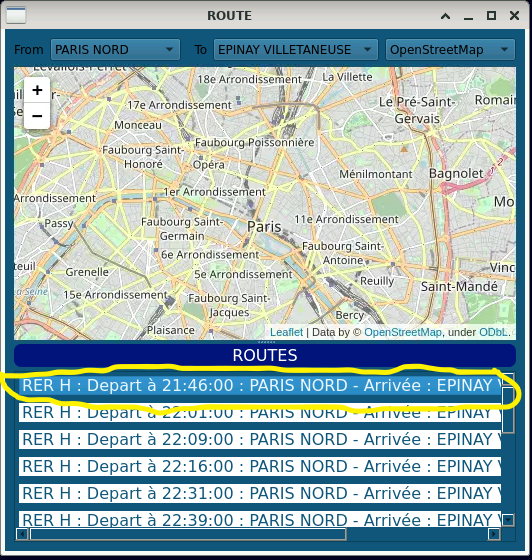 ROUTE
From PARIS NORD To EPINAY VILLETANEUSE OpenStreetMap
Levallois-Perret
18e Arrondissement
La Villette
+
Le Pré-Saint-Gervais
Romain
17e Arrondissement
−
Monceau
Faubourg Poissonnière
Faubourg Saint-Honoré
Opéra
Ménilmontant
Bagnolet
Arrondissement
1er Arrondissement
Mo
Passy
Faubourg Saint-Germain
Paris
11e Arrondissement
6e Arrondissement
Faubourg Saint-Antoine
teuil
Grenelle
5e Arrondissement
Reuilly
Vinc
la Seine
15e Arrondissement
Faubourg Saint-Jacques
Saint-Mandé
Bercy
Plaisance
Leaflet | Data by © OpenStreetMap, under ODbL.
ROUTES
RER H : Depart à 21:46:00 : PARIS NORD - Arrivée : EPINAY V
RER H : Depart à 22:01:00 : PARIS NORD - Arrivée : EPINAY V
RER H : Depart à 22:09:00 : PARIS NORD - Arrivée : EPINAY V
RER H : Depart à 22:16:00 : PARIS NORD - Arrivée : EPINAY V
RER H : Depart à 22:31:00 : PARIS NORD - Arrivée : EPINAY V
RER H : Depart à 22:39:00 : PARIS NORD - Arrivée : EPINAY V